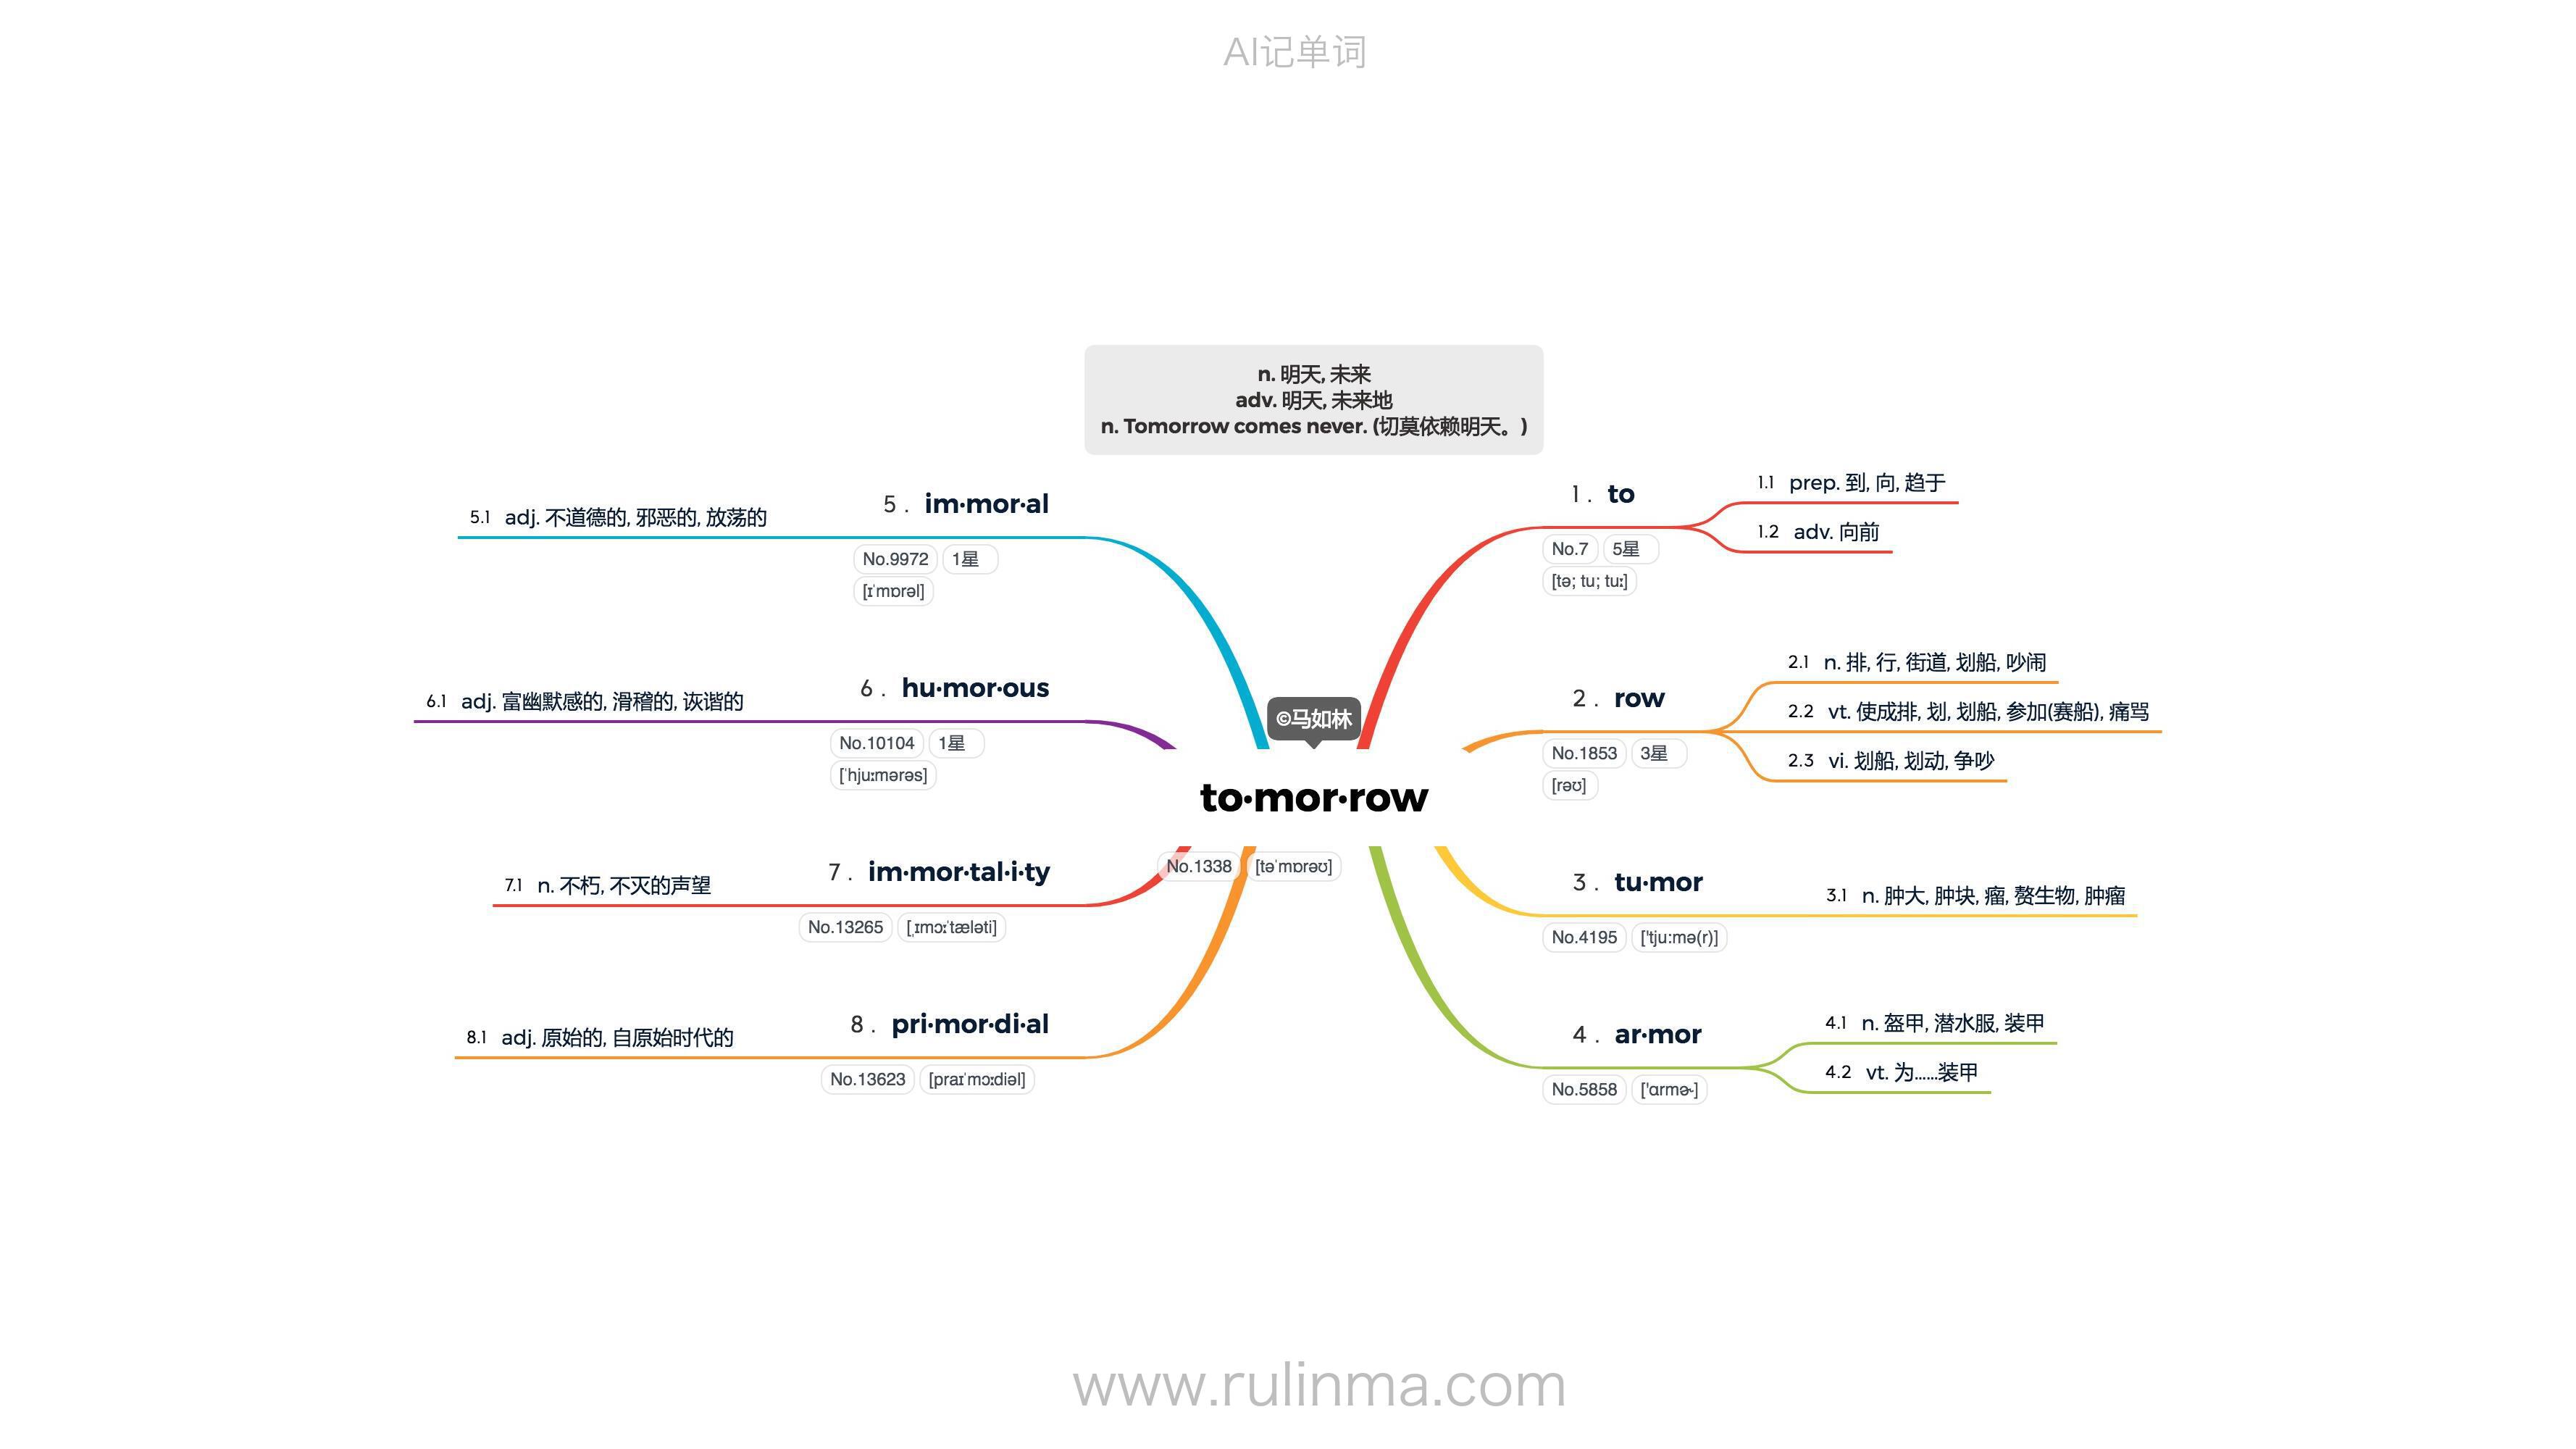 AI记单词
n. 明天, 未来
adv. 明天, 未来地
n. Tomorrow comes never. (切莫依赖明天。)
©马如林
to·mor·row
No.1338 [təˈmɒrəʊ]
1 . to
No.7 5星
[tə; tu; tuː]
1.1 prep. 到, 向, 趋于
1.2 adv. 向前
2 . row
No.1853 3星
[rəʊ]
2.1 n. 排, 行, 街道, 划船, 吵闹
2.2 vt. 使成排, 划, 划船, 参加(赛船), 痛骂
2.3 vi. 划船, 划动, 争吵
3 . tu·mor
No.4195 ['tju:mə(r)]
3.1 n. 肿大, 肿块, 瘤, 赘生物, 肿瘤
4 . ar·mor
No.5858 ['ɑrmɚ]
4.1 n. 盔甲, 潜水服, 装甲
4.2 vt. 为......装甲
5 . im·mor·al
No.9972 1星
[ɪˈmɒrəl]
5.1 adj. 不道德的, 邪恶的, 放荡的
6 . hu·mor·ous
No.10104 1星
[ˈhjuːmərəs]
6.1 adj. 富幽默感的, 滑稽的, 诙谐的
7 . im·mor·tal·i·ty
No.13265 [ˌɪmɔːˈtæləti]
7.1 n. 不朽, 不灭的声望
8 . pri·mor·di·al
No.13623 [praɪˈmɔːdiəl]
8.1 adj. 原始的, 自原始时代的
www.rulinma.com